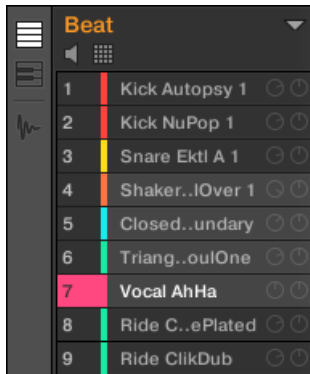 Beat
1 Kick Autopsy 1
2 Kick NuPop 1
3 Snare Ektl A 1
4 Shaker..lOver 1
5 Closed..undary
6 Triang..oulOne
7 Vocal AhHa
8 Ride C..ePlated
9 Ride ClikDub